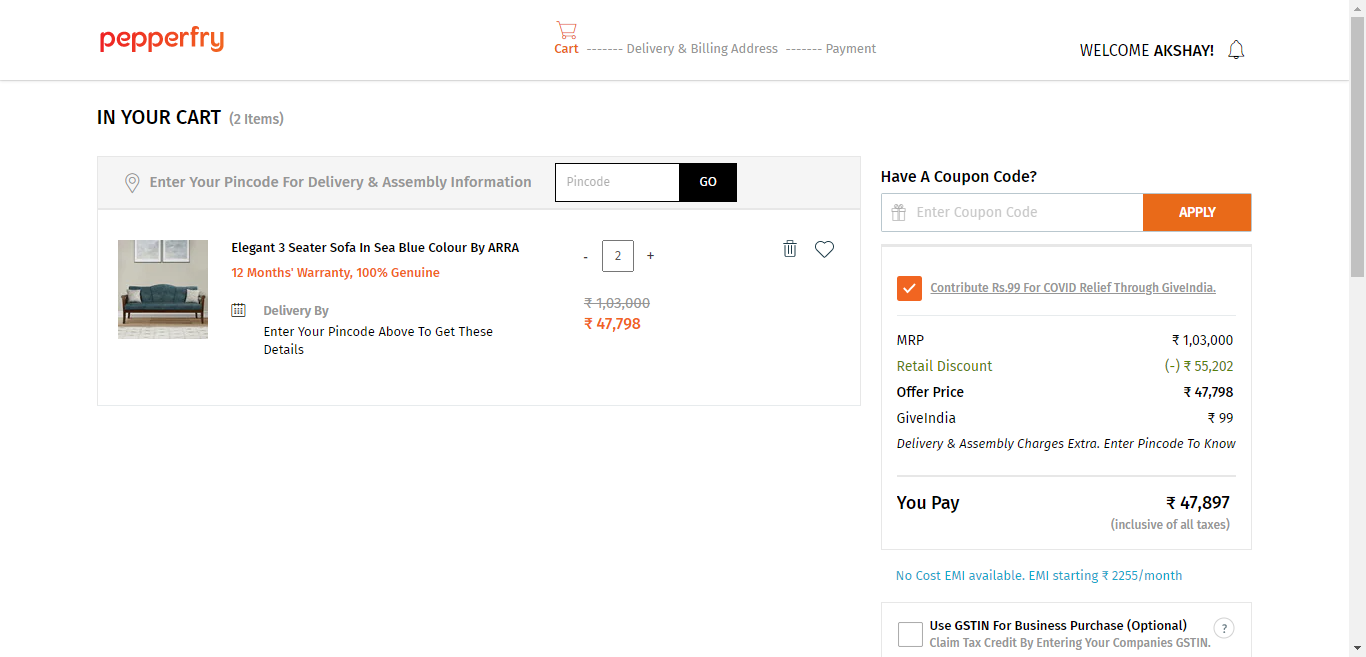 pepperfry
Cart ------- Delivery & Billing Address ------- Payment
WELCOME AKSHAY!
IN YOUR CART (2 Items)
Enter Your Pincode For Delivery & Assembly Information
Pincode
GO
Elegant 3 Seater Sofa In Sea Blue Colour By ARRA
12 Months' Warranty, 100% Genuine
Delivery By
Enter Your Pincode Above To Get These
Details
- 2 +
₹ 1,03,000
₹ 47,798
Have A Coupon Code?
Enter Coupon Code
APPLY
Contribute Rs.99 For COVID Relief Through GiveIndia.
MRP ₹ 1,03,000
Retail Discount (-) ₹ 55,202
Offer Price ₹ 47,798
GiveIndia ₹ 99
Delivery & Assembly Charges Extra. Enter Pincode To Know
You Pay ₹ 47,897
(inclusive of all taxes)
No Cost EMI available. EMI starting ₹ 2255/month
Use GSTIN For Business Purchase (Optional) ?
Claim Tax Credit By Entering Your Companies GSTIN.